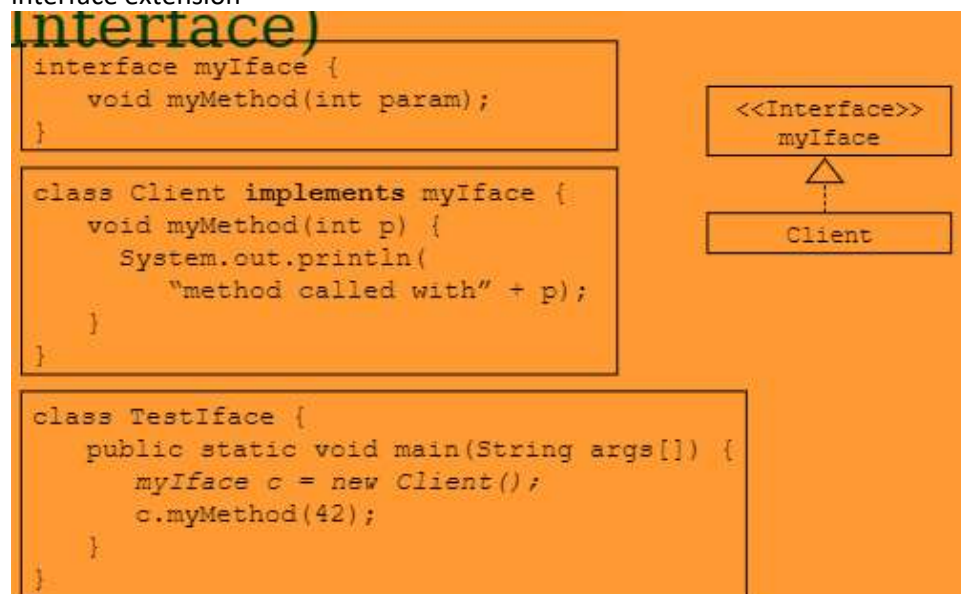 Interface extension
Interface)
interface myIface {
void myMethod(int param);
}
class Client implements myIface {
void myMethod(int p) {
System.out.println(
“method called with” + p);
}
}
class TestIface {
public static void main(String args[]) {
myIface c = new Client();
c.myMethod(42);
}
}
<<Interface>>
myIface
Client